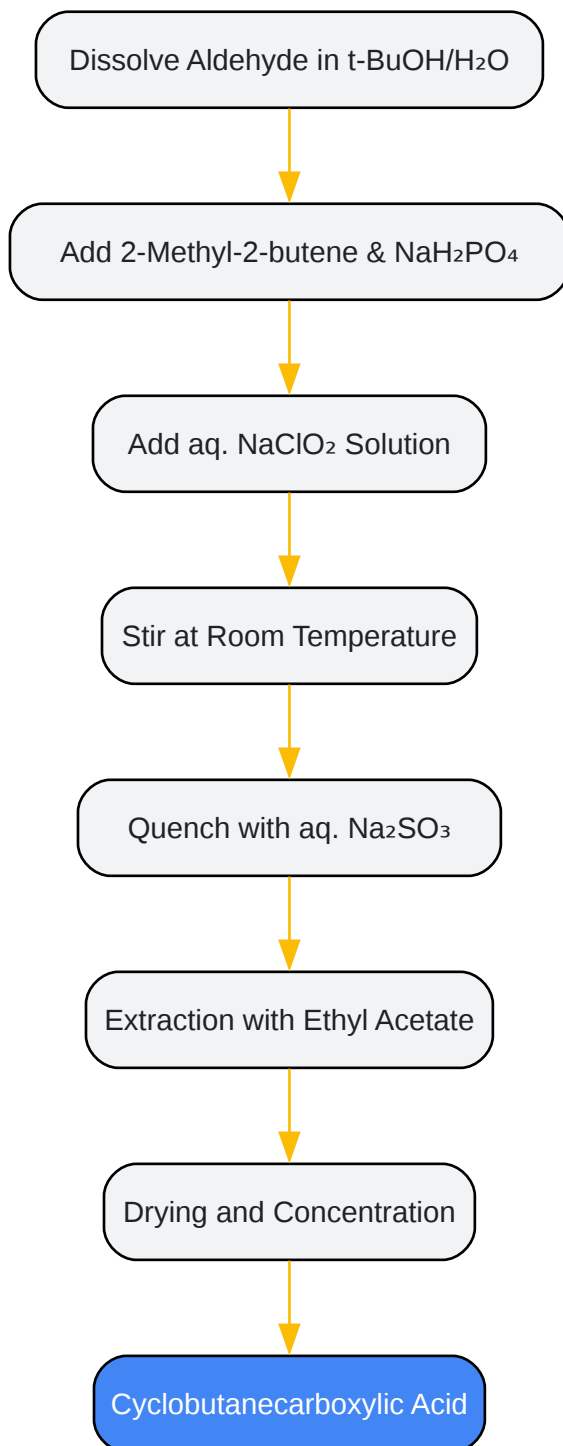 Dissolve Aldehyde in t-BuOH/H₂O
Add 2-Methyl-2-butene & NaH₂PO₄
Add aq. NaClO₂ Solution
Stir at Room Temperature
Quench with aq. Na₂SO₃
Extraction with Ethyl Acetate
Drying and Concentration
Cyclobutanecarboxylic Acid